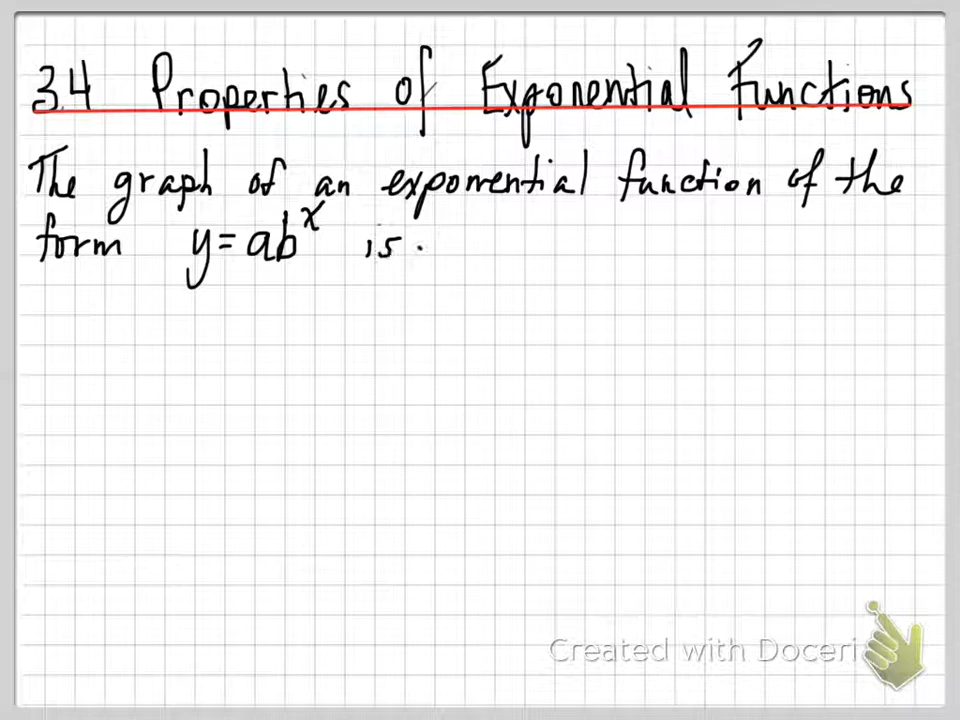 3.4 Properties of Exponential Functions
The graph of an exponential function of the
form y = ab^x is
Created with Doceri